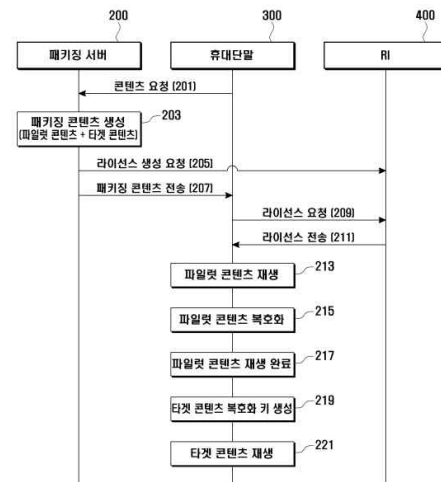 200
300
400
패키징 서버
휴대단말
RI
콘텐츠 요청 (201)
패키징 콘텐츠 생성
(파일럿 콘텐츠 + 타겟 콘텐츠)
203
라이선스 생성 요청 (205)
패키징 콘텐츠 전송 (207)
라이선스 요청 (209)
라이선스 전송 (211)
파일럿 콘텐츠 재생
213
파일럿 콘텐츠 복호화
215
파일럿 콘텐츠 재생 완료
217
타겟 콘텐츠 복호화 키 생성
219
타겟 콘텐츠 재생
221